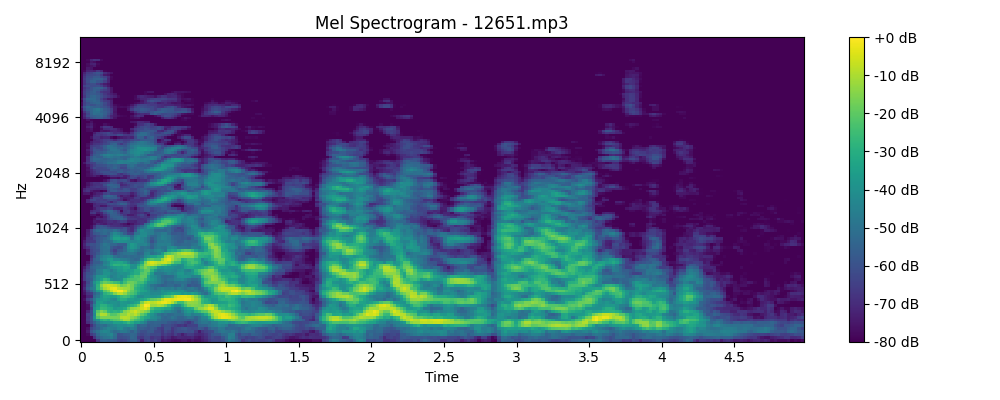 Mel Spectrogram - 12651.mp3
8192
4096
2048
1024
512
0
Hz
0 0.5 1 1.5 2 2.5 3 3.5 4 4.5
Time
+0 dB
-10 dB
-20 dB
-30 dB
-40 dB
-50 dB
-60 dB
-70 dB
-80 dB